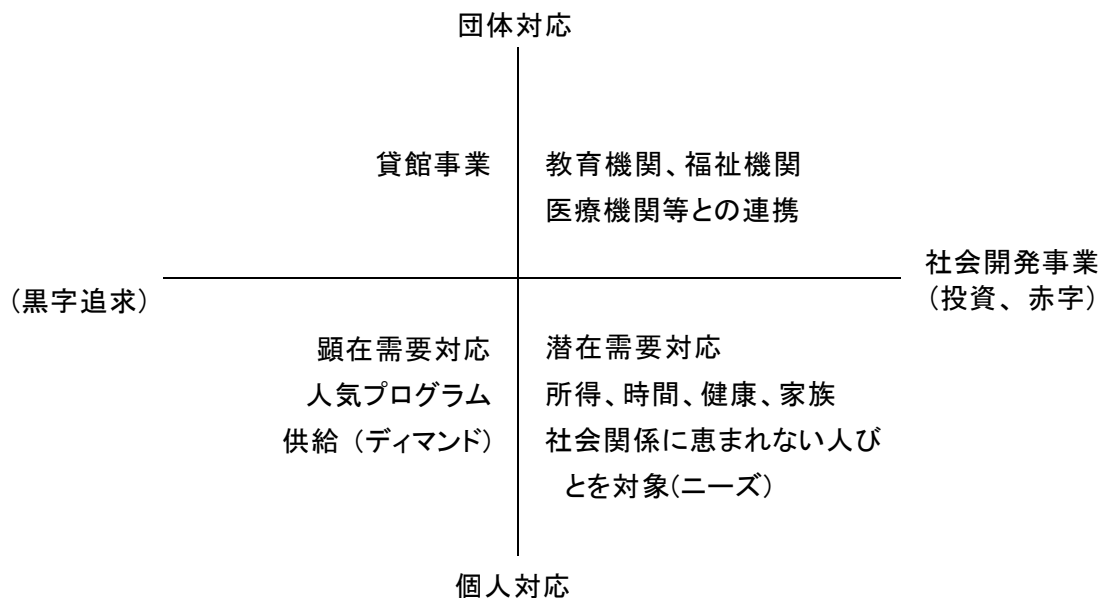 団体対応
貸館事業
教育機関、福祉機関
医療機関等との連携
社会開発事業
(投資、赤字)
(黒字追求)
顕在需要対応
人気プログラム
供給(ディマンド)
潜在需要対応
所得、時間、健康、家族
社会関係に恵まれない人び
とを対象(ニーズ)
個人対応